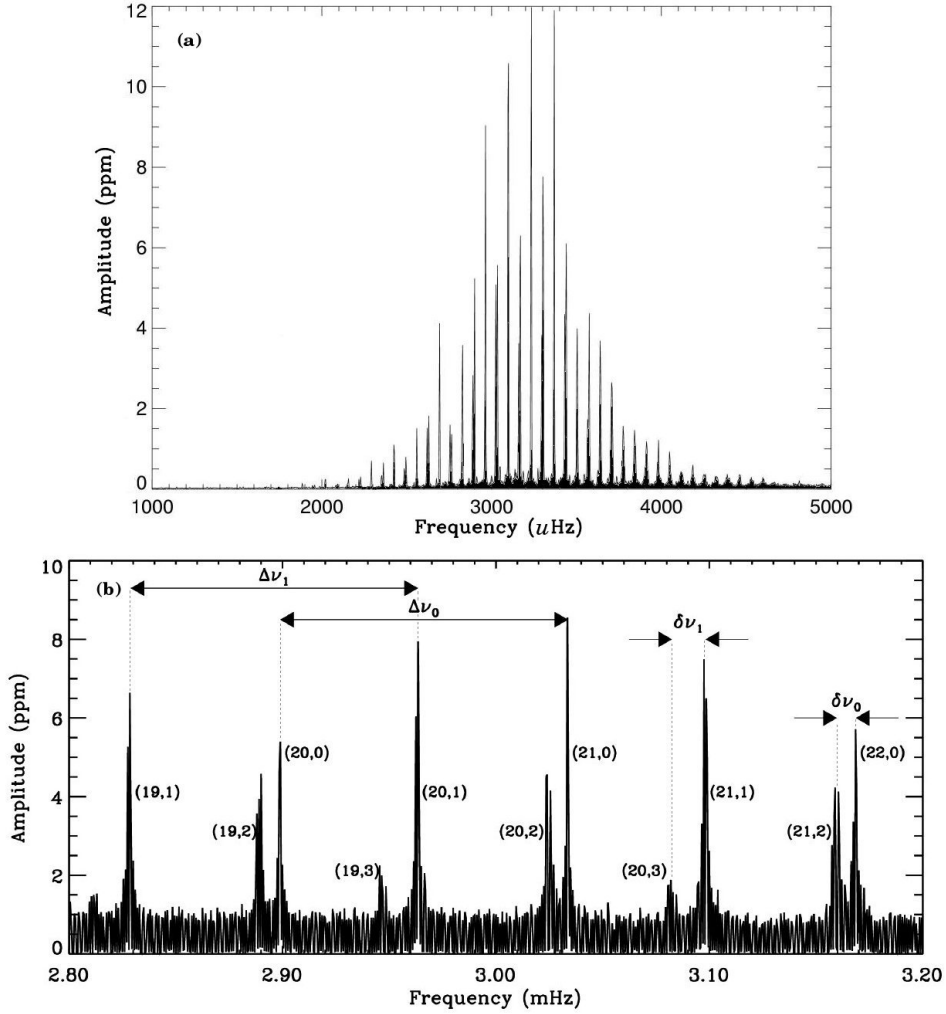 (a)
12
10
8
6
4
2
0
Amplitude (ppm)
1000 2000 3000 4000 5000
Frequency (uHz)
(b)
10
8
6
4
2
0
Amplitude (ppm)
Δν₁
Δν₀
δν₁
δν₀
(19,1)
(19,2)
(20,0)
(19,3)
(20,1)
(20,2)
(21,0)
(20,3)
(21,1)
(21,2)
(22,0)
2.80 2.90 3.00 3.10 3.20
Frequency (mHz)